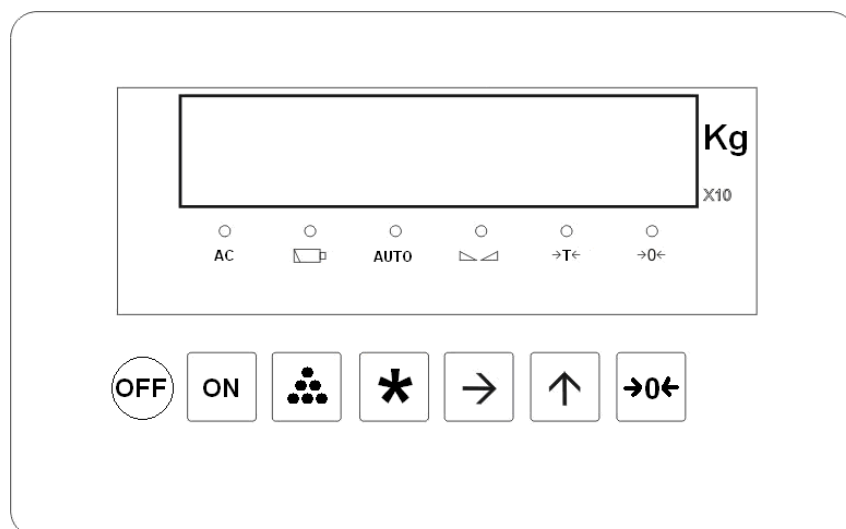 Kg
X10
AC AUTO →T← →0←
OFF ON * → ↑ →0←